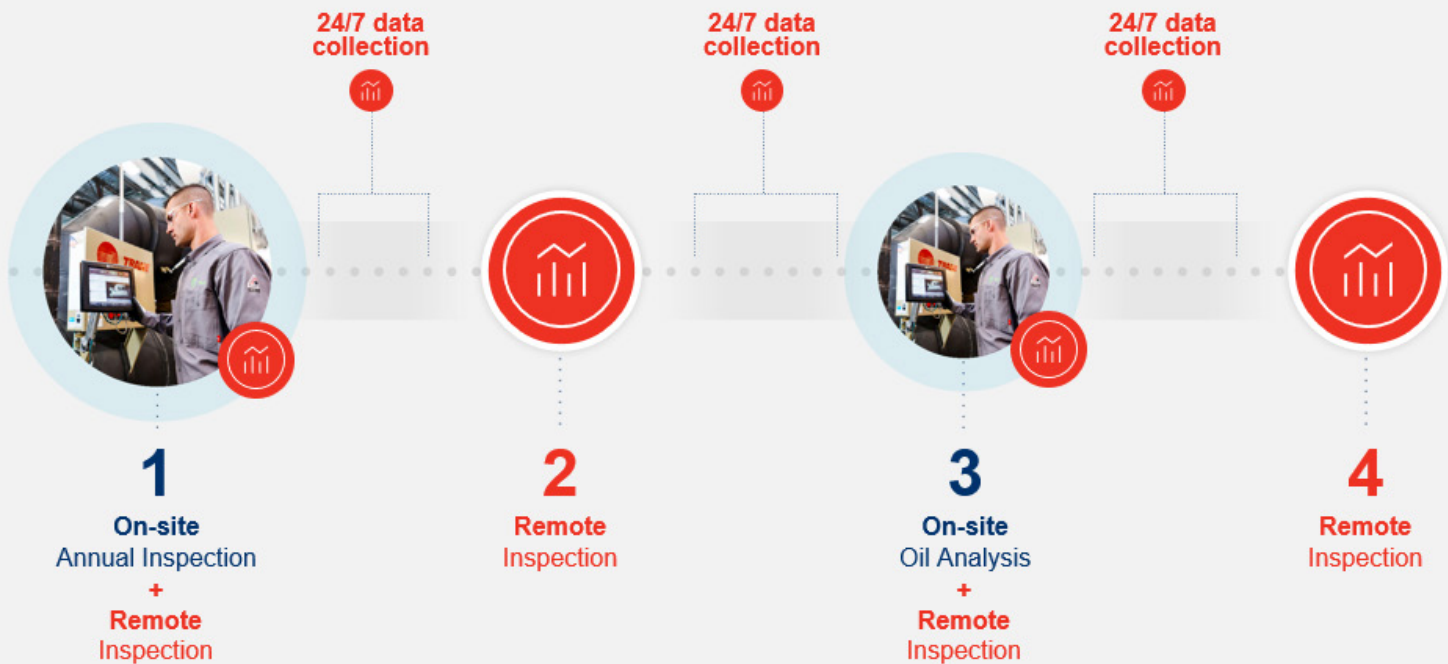 24/7 data
collection
24/7 data
collection
24/7 data
collection
TRANE
1
On-site
Annual Inspection
+
Remote
Inspection
2
Remote
Inspection
3
On-site
Oil Analysis
+
Remote
Inspection
4
Remote
Inspection